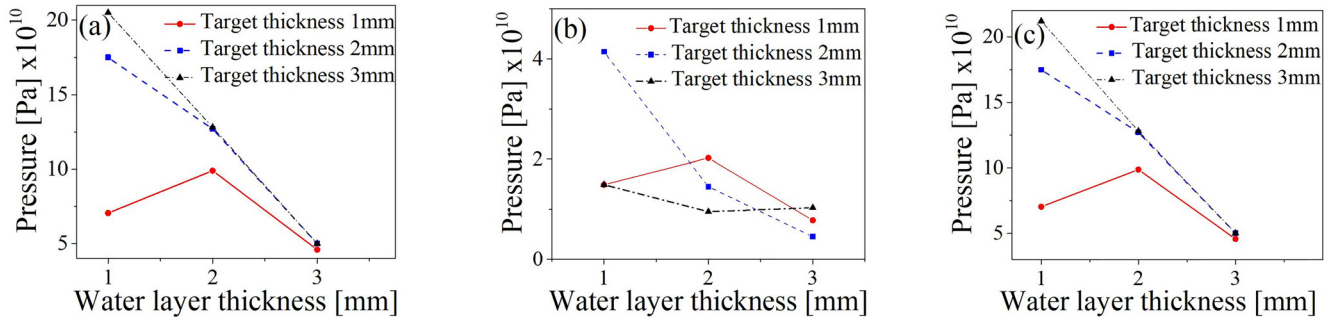 (a)
Target thickness 1mm
Target thickness 2mm
Target thickness 3mm
Pressure [Pa] x10^10
20
15
10
5
1 2 3
Water layer thickness [mm]
(b)
Target thickness 1mm
Target thickness 2mm
Target thickness 3mm
Pressure [Pa] x10^10
4
2
0
1 2 3
Water layer thickness [mm]
(c)
Target thickness 1mm
Target thickness 2mm
Target thickness 3mm
Pressure [Pa] x10^10
20
15
10
5
1 2 3
Water layer thickness [mm]